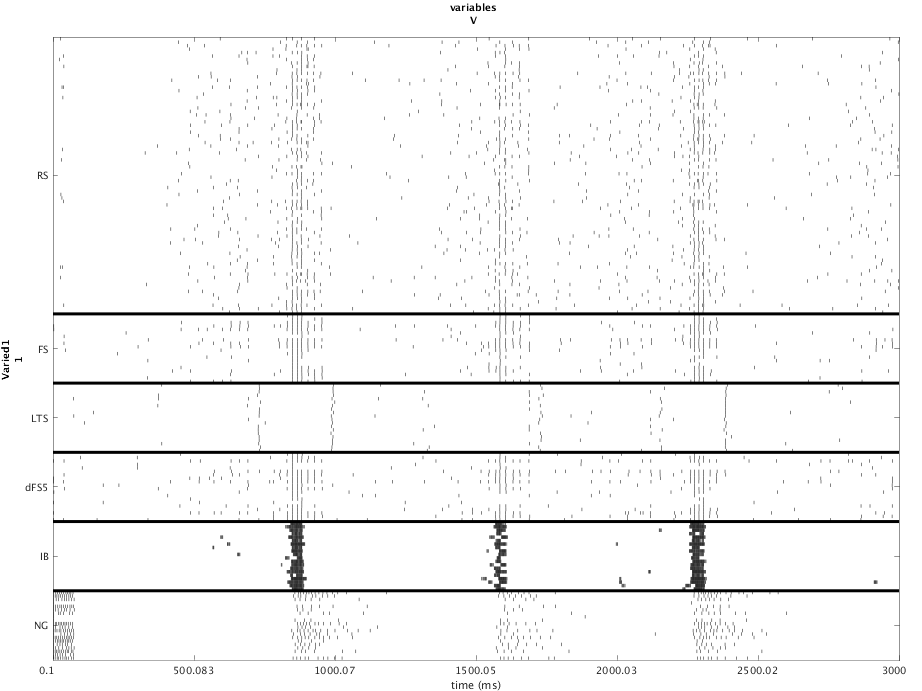 variables
V
RS
FS
LTS
dFS5
IB
NG
Varied1
1
0.1 500.083 1000.07 1500.05 2000.03 2500.02 3000
time (ms)